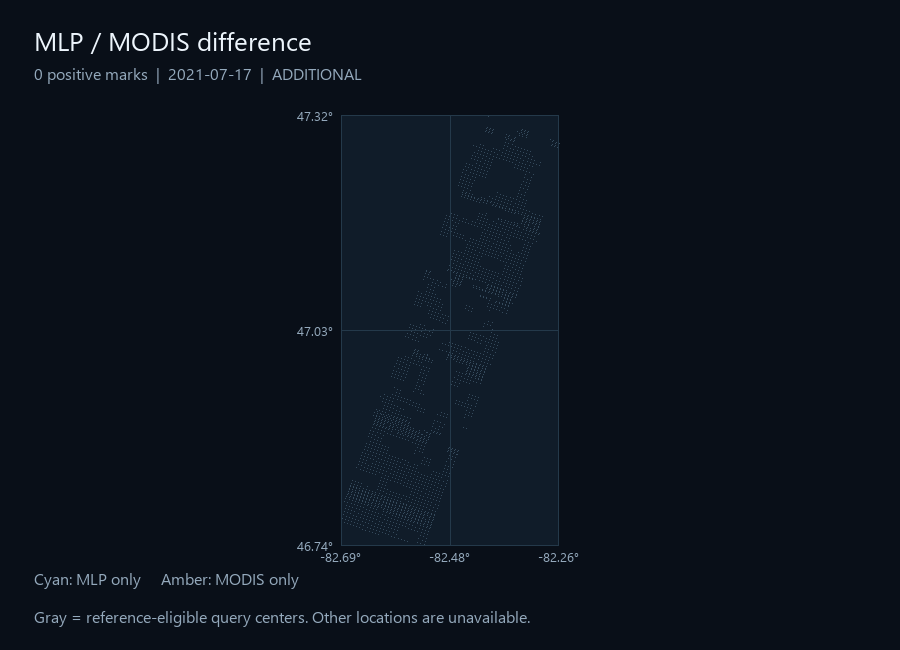 MLP / MODIS difference
0 positive marks | 2021-07-17 | ADDITIONAL
47.32°
47.03°
46.74°
-82.69° -82.48° -82.26°
Cyan: MLP only Amber: MODIS only
Gray = reference-eligible query centers. Other locations are unavailable.